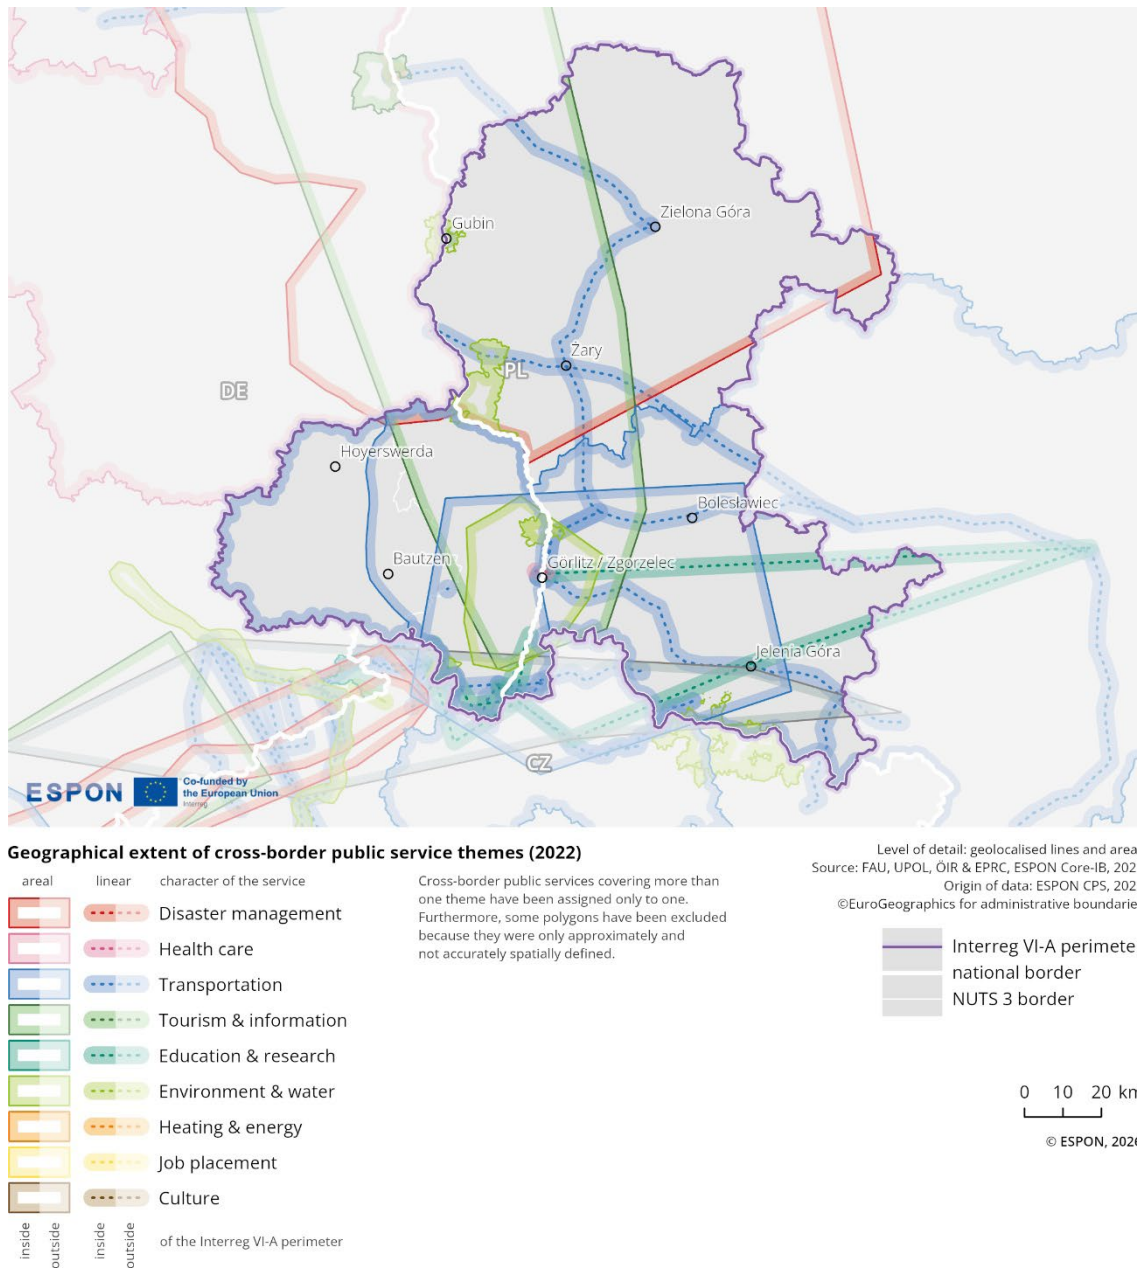 Gubin
Zielona Góra
Żary
PL
DE
Hoyerswerda
Bolesławiec
Bautzen
Görlitz / Zgorzelec
Jelenia Góra
CZ
ESPON
Co-funded by
the European Union
Interreg
Geographical extent of cross-border public service themes (2022)
areal linear character of the service
Disaster management
Health care
Transportation
Tourism & information
Education & research
Environment & water
Heating & energy
Job placement
Culture
inside outside inside outside of the Interreg VI-A perimeter
Cross-border public services covering more than
one theme have been assigned only to one.
Furthermore, some polygons have been excluded
because they were only approximately and
not accurately spatially defined.
Level of detail: geolocalised lines and area
Source: FAU, UPOL, ÖIR & EPRC, ESPON Core-IB, 202
Origin of data: ESPON CPS, 202
©EuroGeographics for administrative boundarie
Interreg VI-A perimete
national border
NUTS 3 border
0 10 20 km
© ESPON, 2026